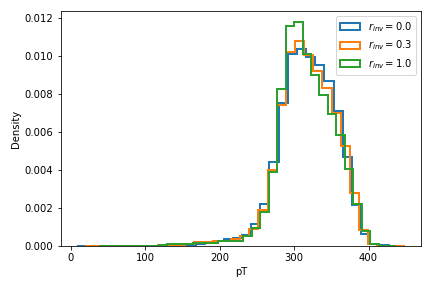 0.012
0.010
0.008
0.006
0.004
0.002
0.000
Density
0
100
200
300
400
pT
r_inv = 0.0
r_inv = 0.3
r_inv = 1.0